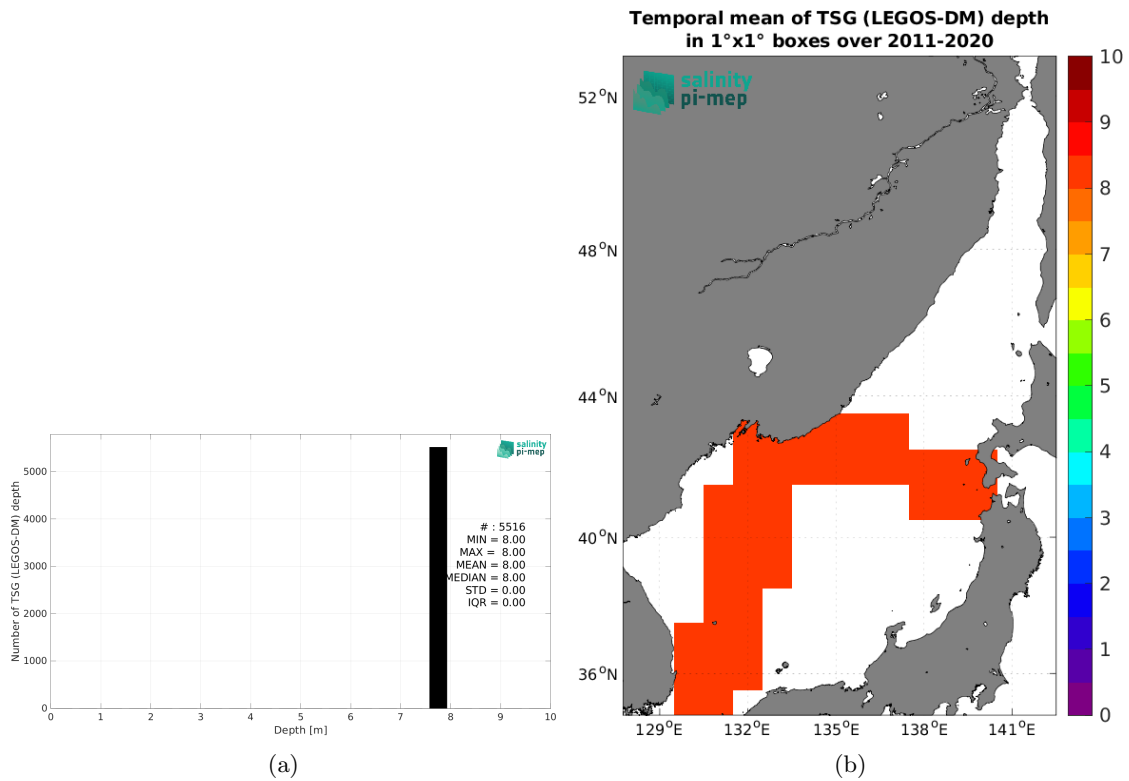 salinity
pi-mep
5000
4000
3000
2000
1000
0
Number of TSG (LEGOS-DM) depth
# : 5516
MIN = 8.00
MAX = 8.00
MEAN = 8.00
MEDIAN = 8.00
STD = 0.00
IQR = 0.00
0 1 2 3 4 5 6 7 8 9 10
Depth [m]
(a)
Temporal mean of TSG (LEGOS-DM) depth
in 1°x1° boxes over 2011-2020
salinity
pi-mep
52°N
48°N
44°N
40°N
36°N
129°E 132°E 135°E 138°E 141°E
10
9
8
7
6
5
4
3
2
1
0
(b)